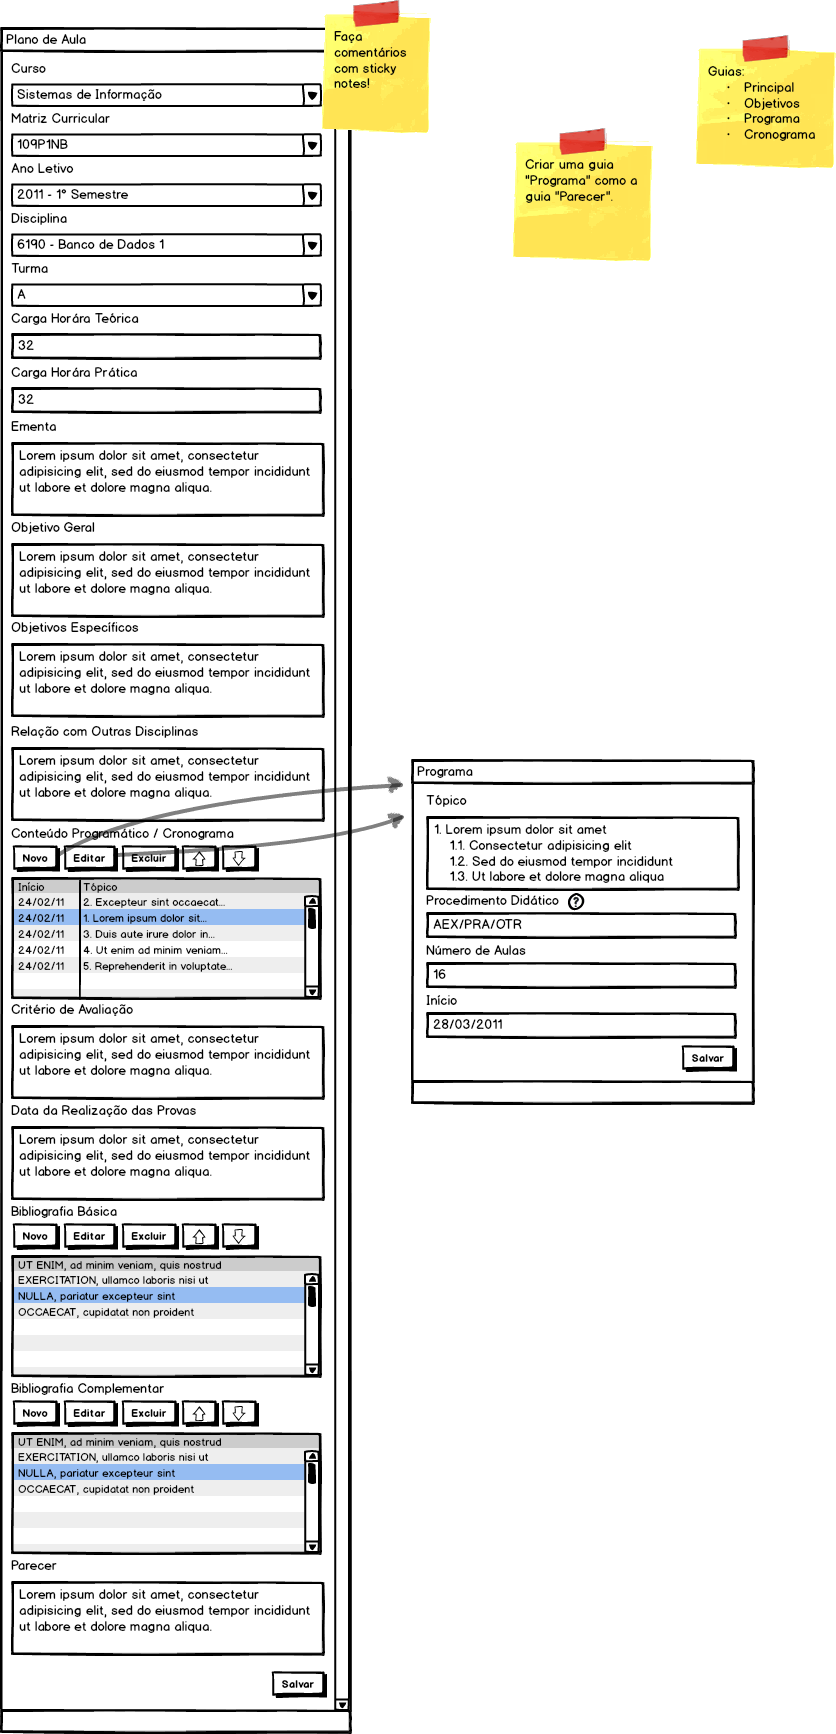 Plano de Aula
Curso
Sistemas de Informação
Matriz Curricular
109P1NB
Ano Letivo
2011 - 1º Semestre
Disciplina
6190 - Banco de Dados 1
Turma
A
Carga Horára Teórica
32
Carga Horára Prática
32
Ementa
Lorem ipsum dolor sit amet, consectetur
adipisicing elit, sed do eiusmod tempor incididunt
ut labore et dolore magna aliqua.
Objetivo Geral
Lorem ipsum dolor sit amet, consectetur
adipisicing elit, sed do eiusmod tempor incididunt
ut labore et dolore magna aliqua.
Objetivos Específicos
Lorem ipsum dolor sit amet, consectetur
adipisicing elit, sed do eiusmod tempor incididunt
ut labore et dolore magna aliqua.
Relação com Outras Disciplinas
Lorem ipsum dolor sit amet, consectetur
adipisicing elit, sed do eiusmod tempor incididunt
ut labore et dolore magna aliqua.
Conteúdo Programático / Cronograma
Novo Editar Excluir
Início Tópico
24/02/11 2. Excepteur sint occaecat...
24/02/11 1. Lorem ipsum dolor sit...
24/02/11 3. Duis aute irure dolor in...
24/02/11 4. Ut enim ad minim veniam...
24/02/11 5. Reprehenderit in voluptate...
Critério de Avaliação
Lorem ipsum dolor sit amet, consectetur
adipisicing elit, sed do eiusmod tempor incididunt
ut labore et dolore magna aliqua.
Data da Realização das Provas
Lorem ipsum dolor sit amet, consectetur
adipisicing elit, sed do eiusmod tempor incididunt
ut labore et dolore magna aliqua.
Bibliografia Básica
Novo Editar Excluir
UT ENIM, ad minim veniam, quis nostrud
EXERCITATION, ullamco laboris nisi ut
NULLA, pariatur excepteur sint
OCCAECAT, cupidatat non proident
Bibliografia Complementar
Novo Editar Excluir
UT ENIM, ad minim veniam, quis nostrud
EXERCITATION, ullamco laboris nisi ut
NULLA, pariatur excepteur sint
OCCAECAT, cupidatat non proident
Parecer
Lorem ipsum dolor sit amet, consectetur
adipisicing elit, sed do eiusmod tempor incididunt
ut labore et dolore magna aliqua.
Salvar
Faça
comentários
com sticky
notes!
Criar uma guia
"Programa" como a
guia "Parecer".
Guias:
· Principal
· Objetivos
· Programa
· Cronograma
Programa
Tópico
1. Lorem ipsum dolor sit amet
1.1. Consectetur adipisicing elit
1.2. Sed do eiusmod tempor incididunt
1.3. Ut labore et dolore magna aliqua
Procedimento Didático ?
AEX/PRA/OTR
Número de Aulas
16
Início
28/03/2011
Salvar